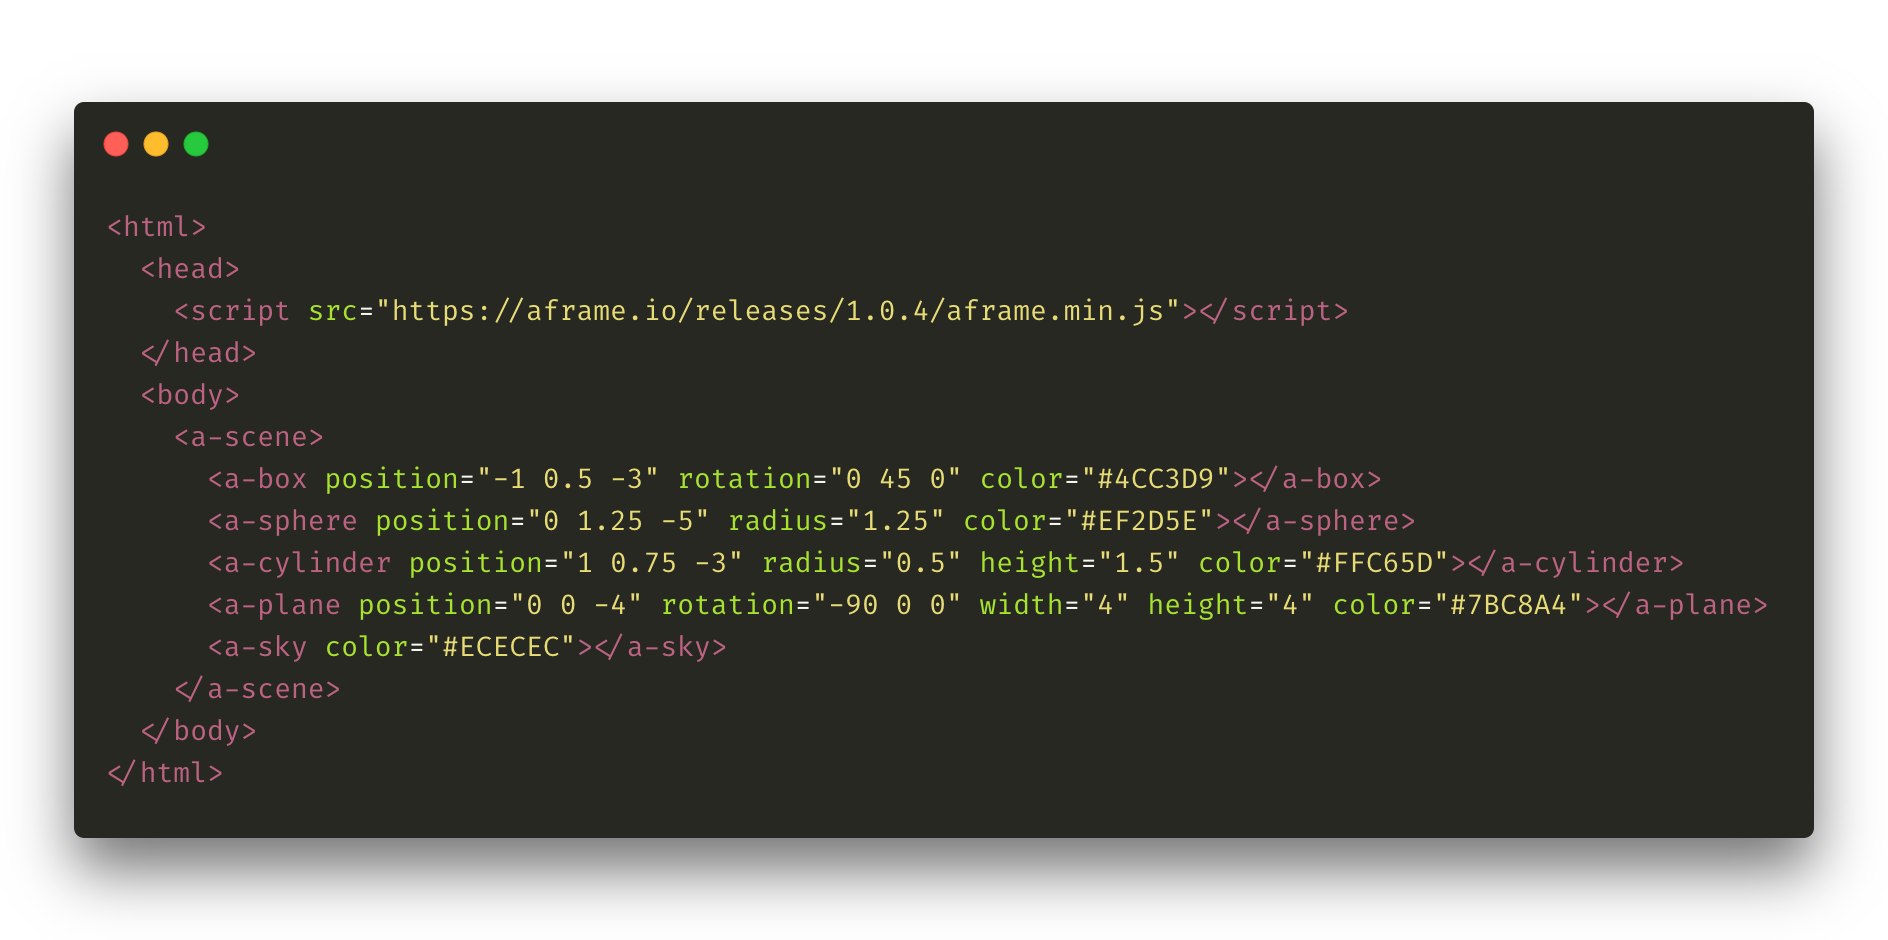 <html>
  <head>
    <script src="https://aframe.io/releases/1.0.4/aframe.min.js"></script>
  </head>
  <body>
    <a-scene>
      <a-box position="-1 0.5 -3" rotation="0 45 0" color="#4CC3D9"></a-box>
      <a-sphere position="0 1.25 -5" radius="1.25" color="#EF2D5E"></a-sphere>
      <a-cylinder position="1 0.75 -3" radius="0.5" height="1.5" color="#FFC65D"></a-cylinder>
      <a-plane position="0 0 -4" rotation="-90 0 0" width="4" height="4" color="#7BC8A4"></a-plane>
      <a-sky color="#ECECEC"></a-sky>
    </a-scene>
  </body>
</html>